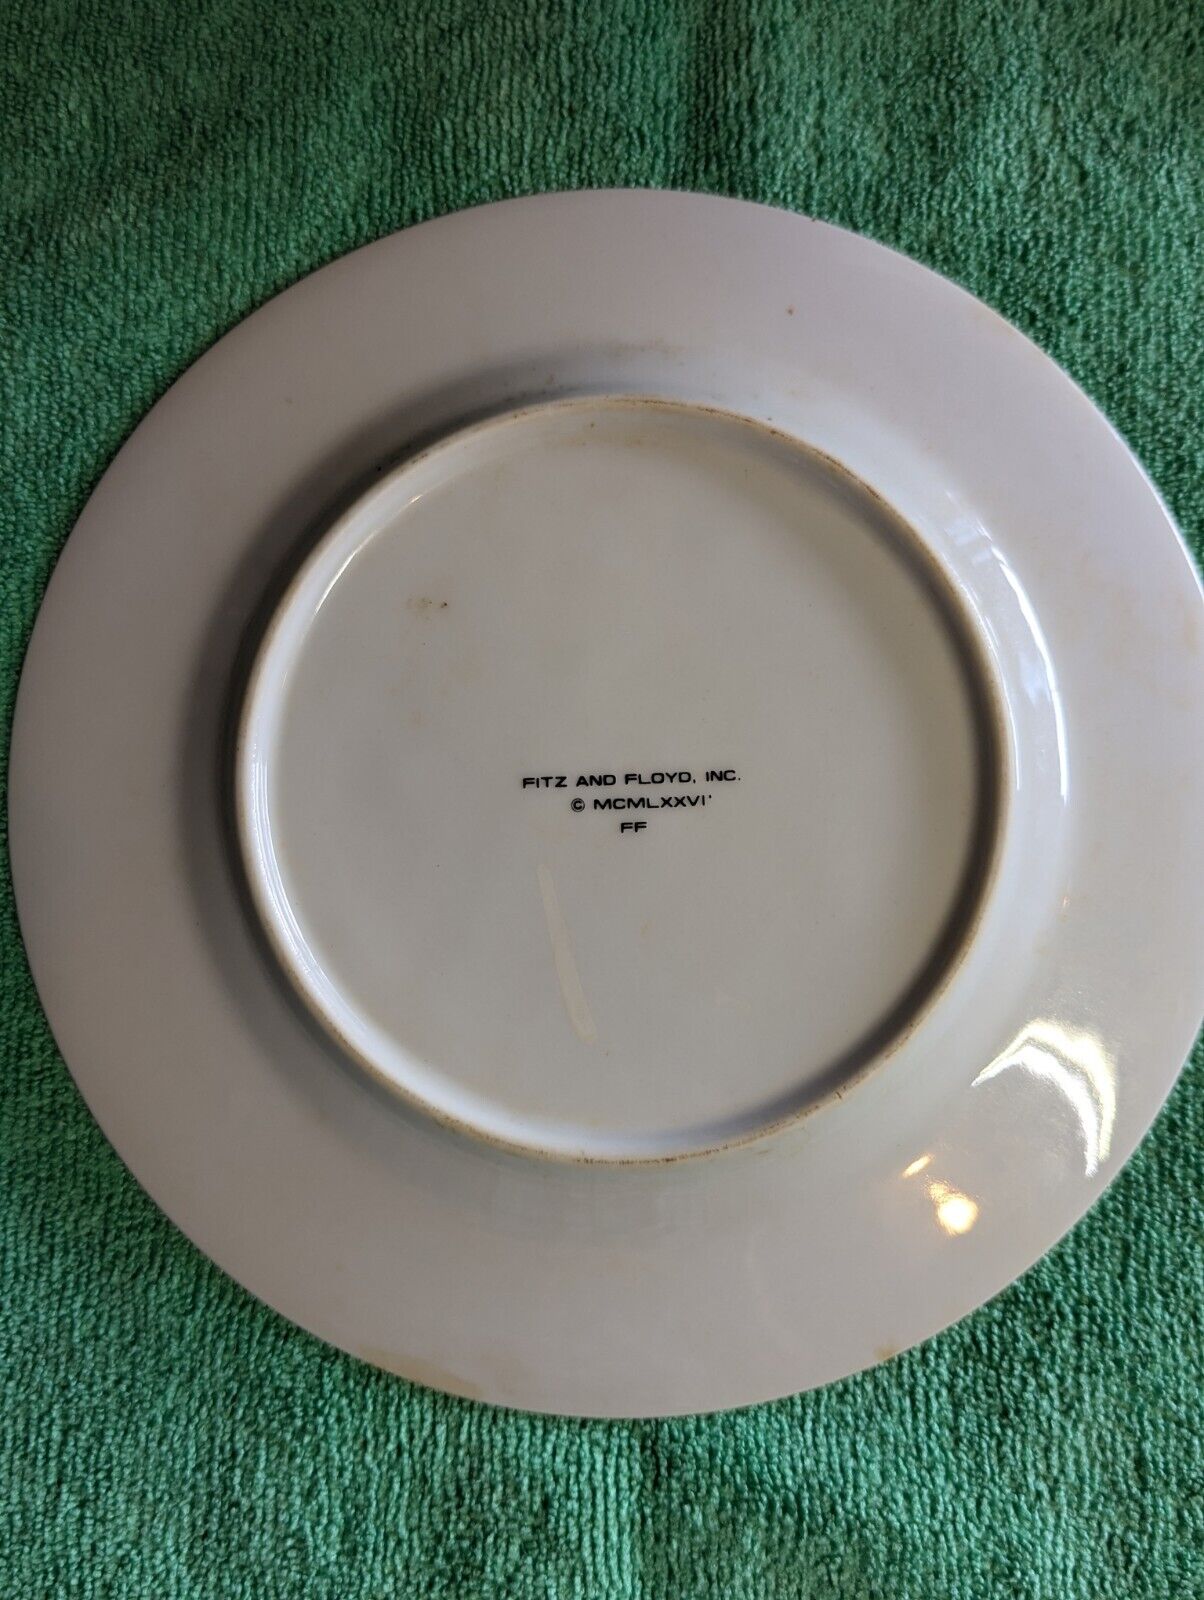 FITZ AND FLOYD, INC.
© MCMLXXVI'
FF